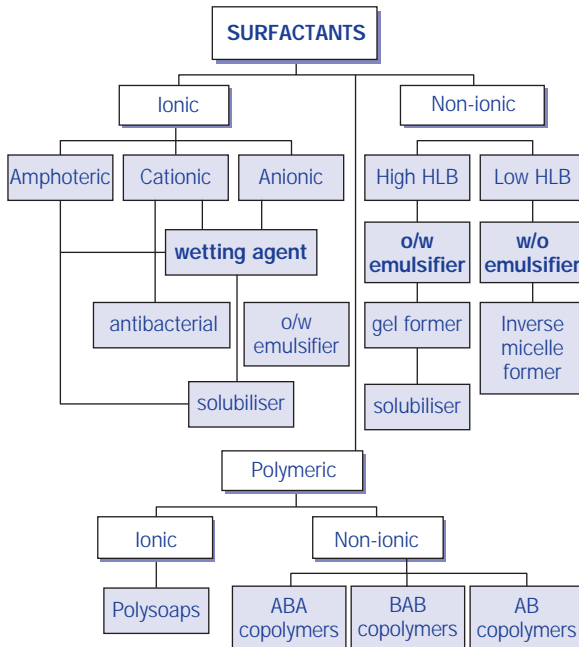 SURFACTANTS
Ionic
Non-ionic
Amphoteric
Cationic
Anionic
High HLB
Low HLB
wetting agent
o/w
emulsifier
w/o
emulsifier
antibacterial
o/w
emulsifier
gel former
Inverse
micelle
former
solubiliser
solubiliser
Polymeric
Ionic
Non-ionic
Polysoaps
ABA
copolymers
BAB
copolymers
AB
copolymers